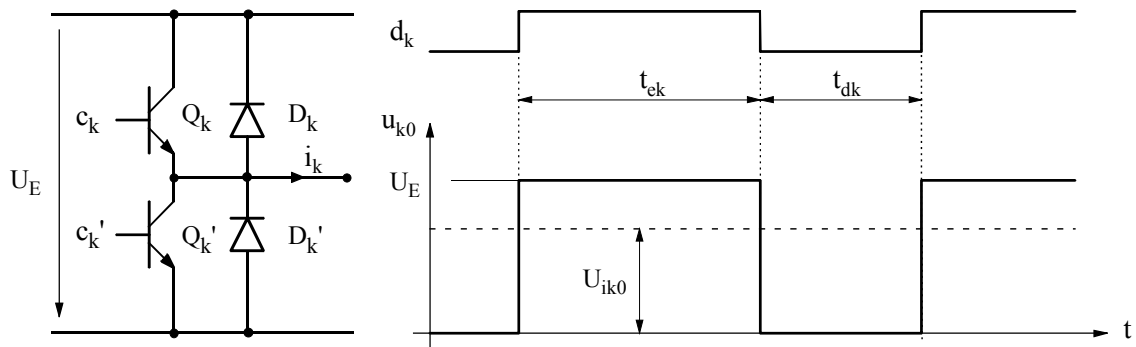 U_E
c_k
Q_k
D_k
i_k
c_k'
Q_k'
D_k'
d_k
t_ek
t_dk
u_k0
U_E
U_ik0
t